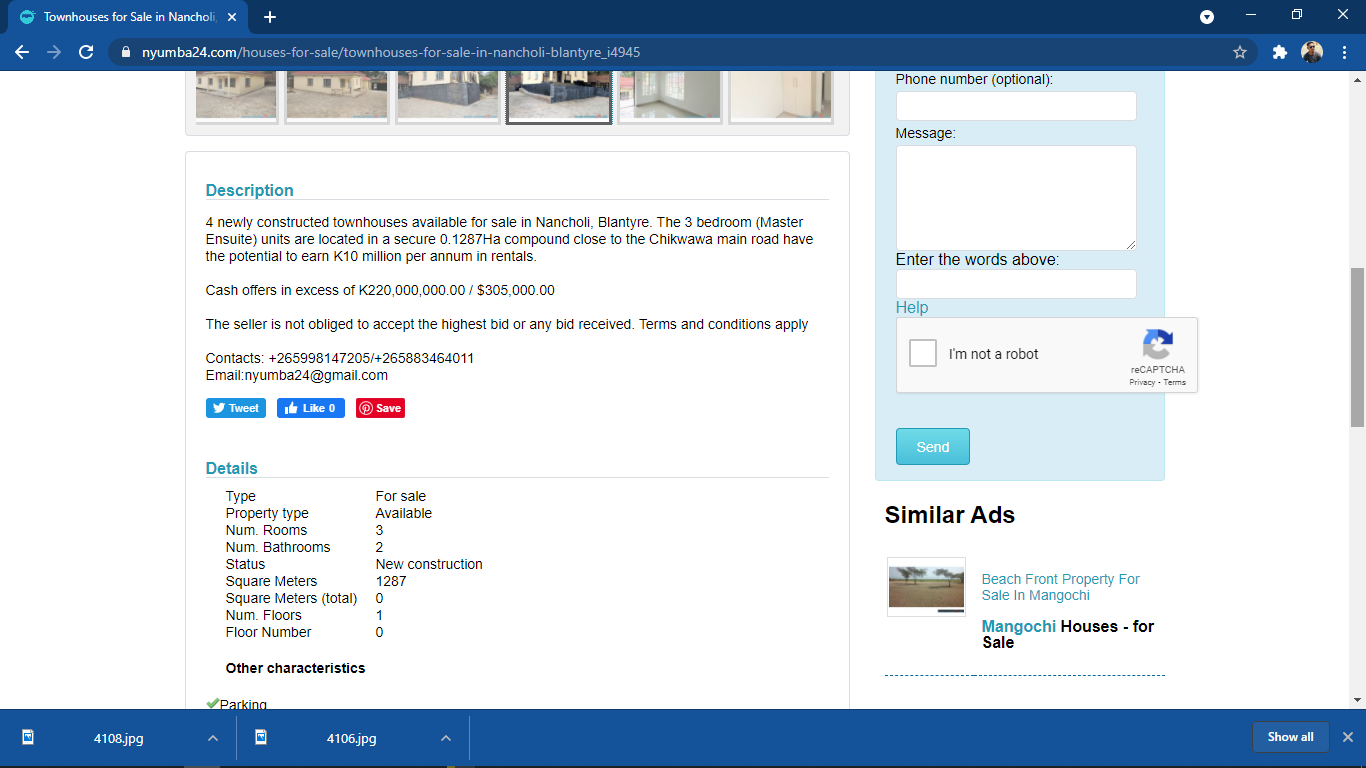 Townhouses for Sale in Nancholi,
nyumba24.com/houses-for-sale/townhouses-for-sale-in-nancholi-blantyre_i4945
Description
4 newly constructed townhouses available for sale in Nancholi, Blantyre. The 3 bedroom (Master
Ensuite) units are located in a secure 0.1287Ha compound close to the Chikwawa main road have
the potential to earn K10 million per annum in rentals.
Cash offers in excess of K220,000,000.00 / $305,000.00
The seller is not obliged to accept the highest bid or any bid received. Terms and conditions apply
Contacts: +265998147205/+265883464011
Email:nyumba24@gmail.com
Tweet Like 0 Save
Details
Type For sale
Property type Available
Num. Rooms 3
Num. Bathrooms 2
Status New construction
Square Meters 1287
Square Meters (total) 0
Num. Floors 1
Floor Number 0
Other characteristics
Parking
Phone number (optional):
Message:
Enter the words above:
Help
I'm not a robot
reCAPTCHA
Privacy - Terms
Send
Similar Ads
Beach Front Property For
Sale In Mangochi
Mangochi Houses - for
Sale
4108.jpg
4106.jpg
Show all